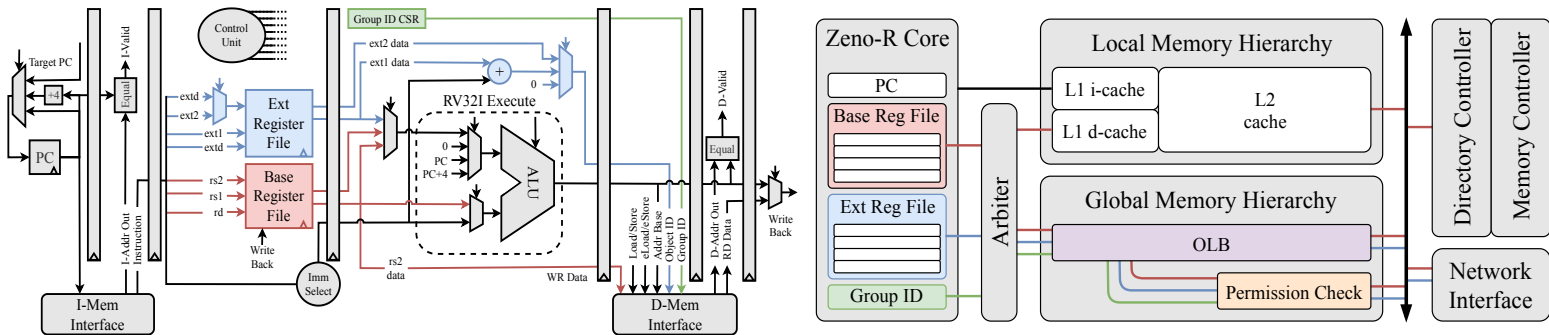 Target PC
+4
PC
I-Valid
Equal
I-Addr Out
Instruction
I-Mem
Interface
Control
Unit
extd
ext2
ext1
extd
Ext
Register
File
rs2
rs1
rd
Base
Register
File
Write
Back
Imm
Select
Group ID CSR
ext2 data
ext1 data
+
0
RV32I Execute
0
PC
PC+4
ALU
rs2
data
WR Data
Load/Store
eLoad/eStore
Addr Base
Object ID
Group ID
D-Mem
Interface
D-Valid
Equal
D-Addr Out
RD Data
Write
Back
Zeno-R Core
PC
Base Reg File
Ext Reg File
Group ID
Arbiter
Local Memory Hierarchy
L1 i-cache
L1 d-cache
L2
cache
Global Memory Hierarchy
OLB
Permission Check
Directory Controller
Memory Controller
Network
Interface